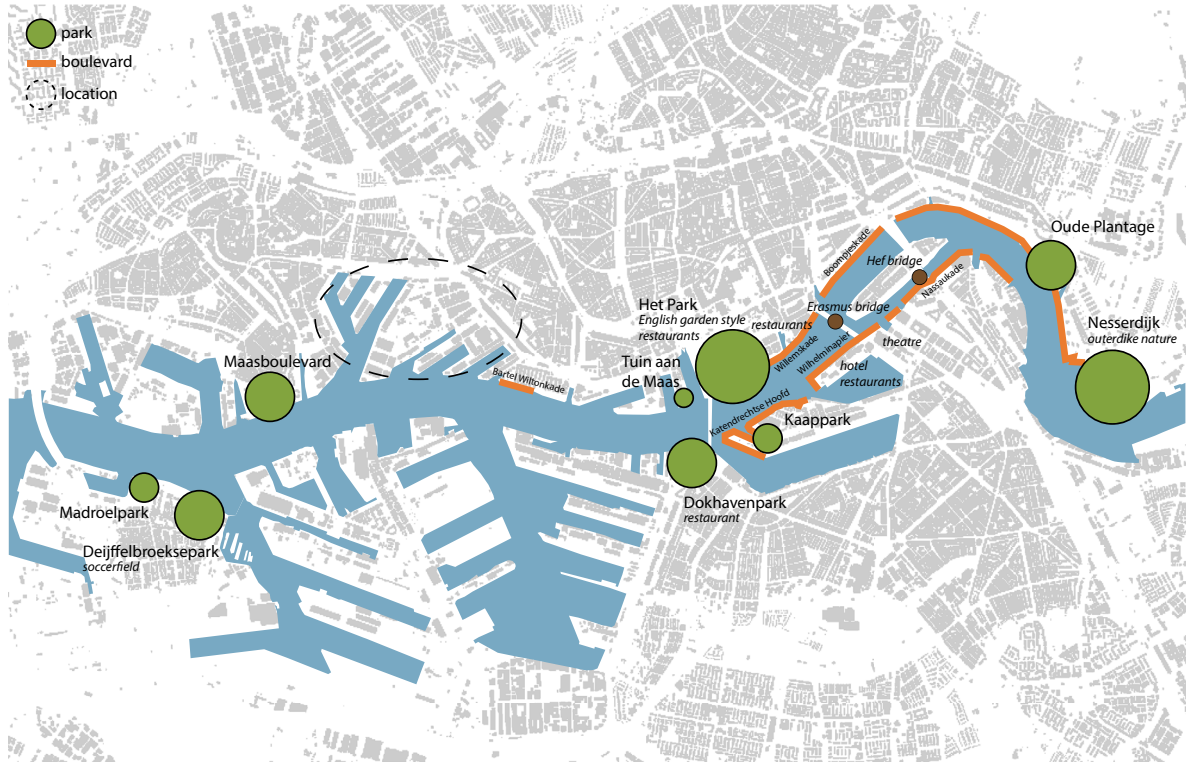 park
boulevard
location
Maasboulevard
Bartel Wiltonkade
Madroelpark
Deijffelbroeksepark
soccerfield
Het Park
English garden style
restaurants
Tuin aan
de Maas
restaurants
Boompjeskade
Willemskade
Wilhelminapier
Erasmus bridge
Hef bridge
Nassaukade
theatre
hotel
restaurants
Katendrechtse Hoofd
Kaappark
Dokhavenpark
restaurant
Oude Plantage
Nesserdijk
outerdike nature